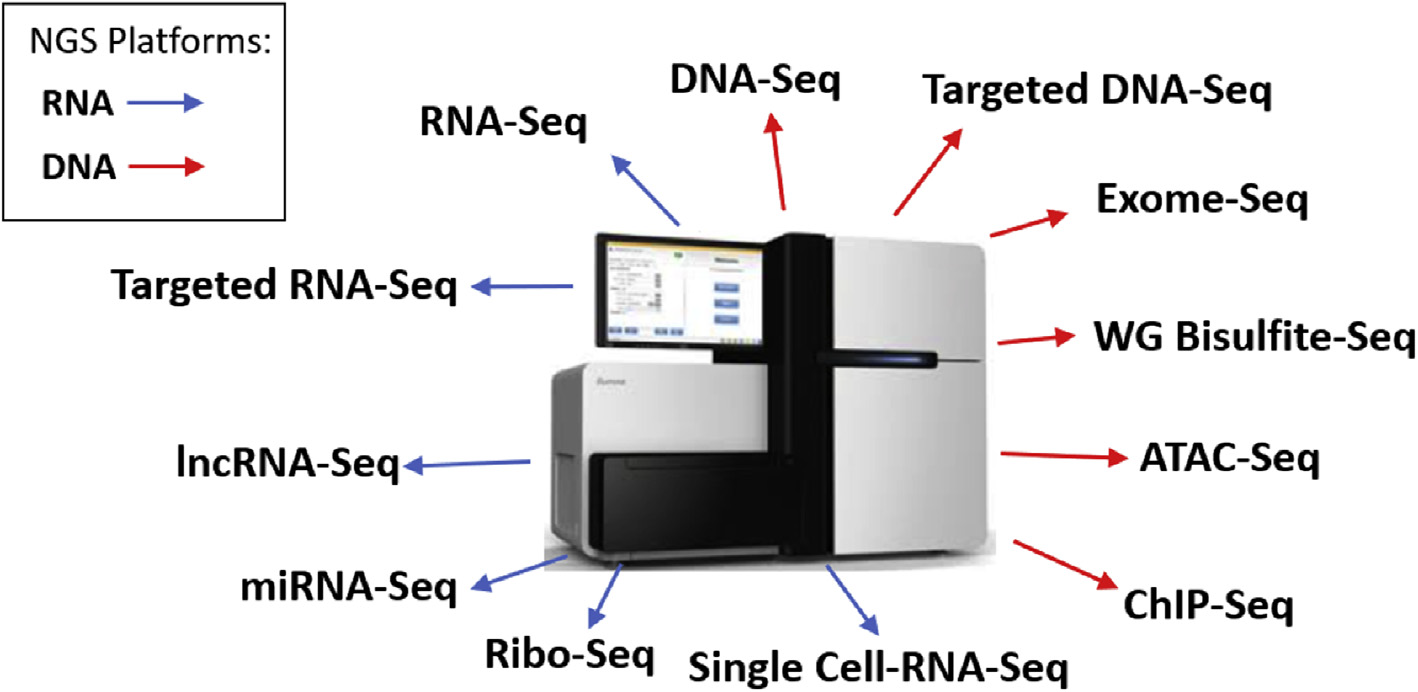 NGS Platforms:
RNA
DNA
DNA-Seq
Targeted DNA-Seq
RNA-Seq
Exome-Seq
Targeted RNA-Seq
WG Bisulfite-Seq
lncRNA-Seq
ATAC-Seq
miRNA-Seq
ChIP-Seq
Ribo-Seq
Single Cell-RNA-Seq
illumina